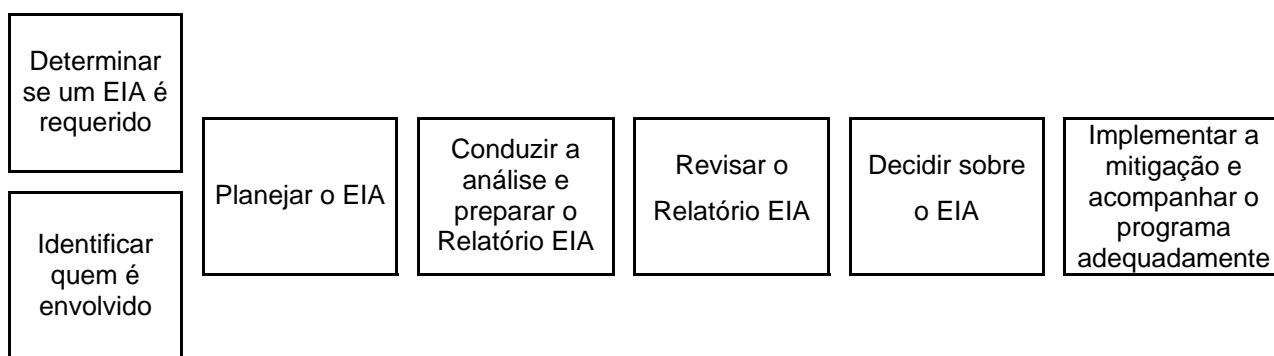 Determinar
se um EIA é
requerido
Identificar
quem é
envolvido
Planejar o EIA
Conduzir a
análise e
preparar o
Relatório EIA
Revisar o
Relatório EIA
Decidir sobre
o EIA
Implementar a
mitigação e
acompanhar o
programa
adequadamente